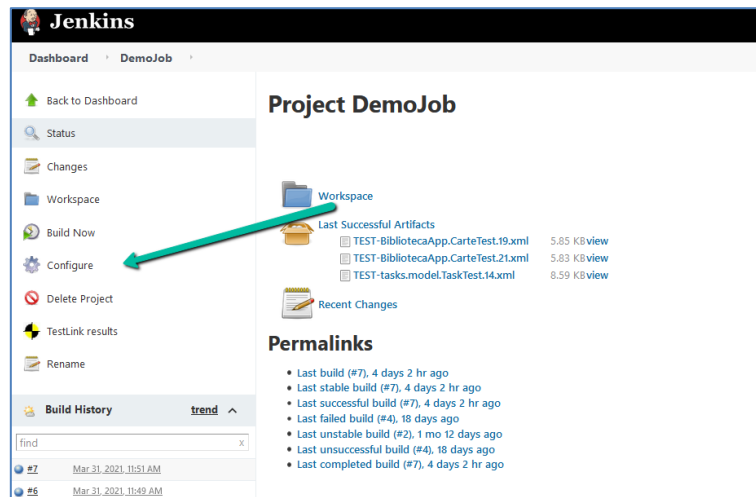 Jenkins
Dashboard DemoJob
Back to Dashboard
Status
Changes
Workspace
Build Now
Configure
Delete Project
TestLink results
Rename
Build History trend
find x
#7 Mar 31, 2021, 11:51 AM
#6 Mar 31, 2021, 11:49 AM
Project DemoJob
Workspace
Last Successful Artifacts
TEST-BibliotecaApp.CarteTest.19.xml 5.85 KB view
TEST-BibliotecaApp.CarteTest.21.xml 5.83 KB view
TEST-tasks.model.TaskTest.14.xml 8.59 KB view
Recent Changes
Permalinks
Last build (#7), 4 days 2 hr ago
Last stable build (#7), 4 days 2 hr ago
Last successful build (#7), 4 days 2 hr ago
Last failed build (#4), 18 days ago
Last unstable build (#2), 1 mo 12 days ago
Last unsuccessful build (#4), 18 days ago
Last completed build (#7), 4 days 2 hr ago